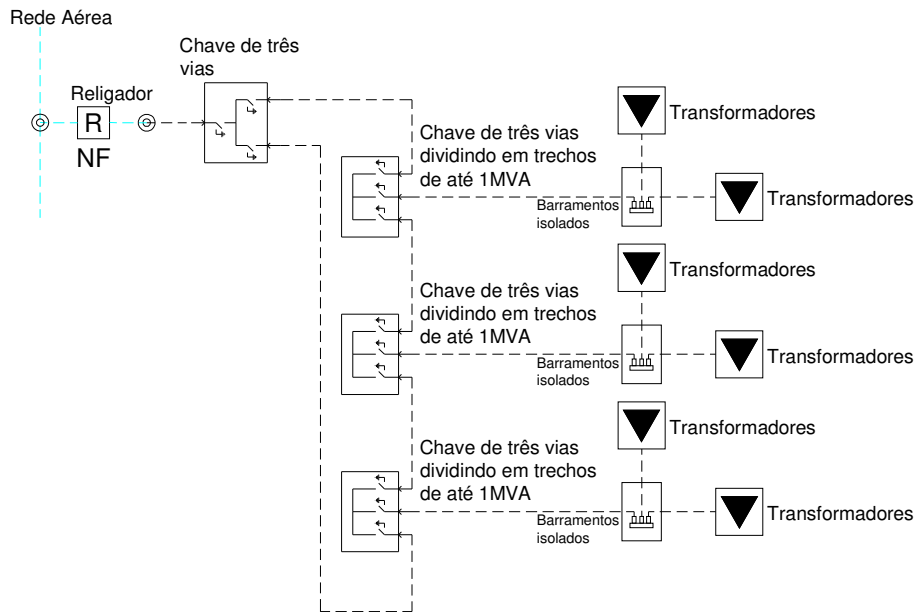 Rede Aérea
Chave de três
vias
Religador
R
NF
Transformadores
Chave de três vias
dividindo em trechos
de até 1MVA
Barramentos
isolados
Transformadores
Transformadores
Chave de três vias
dividindo em trechos
de até 1MVA
Barramentos
isolados
Transformadores
Transformadores
Chave de três vias
dividindo em trechos
de até 1MVA
Barramentos
isolados
Transformadores